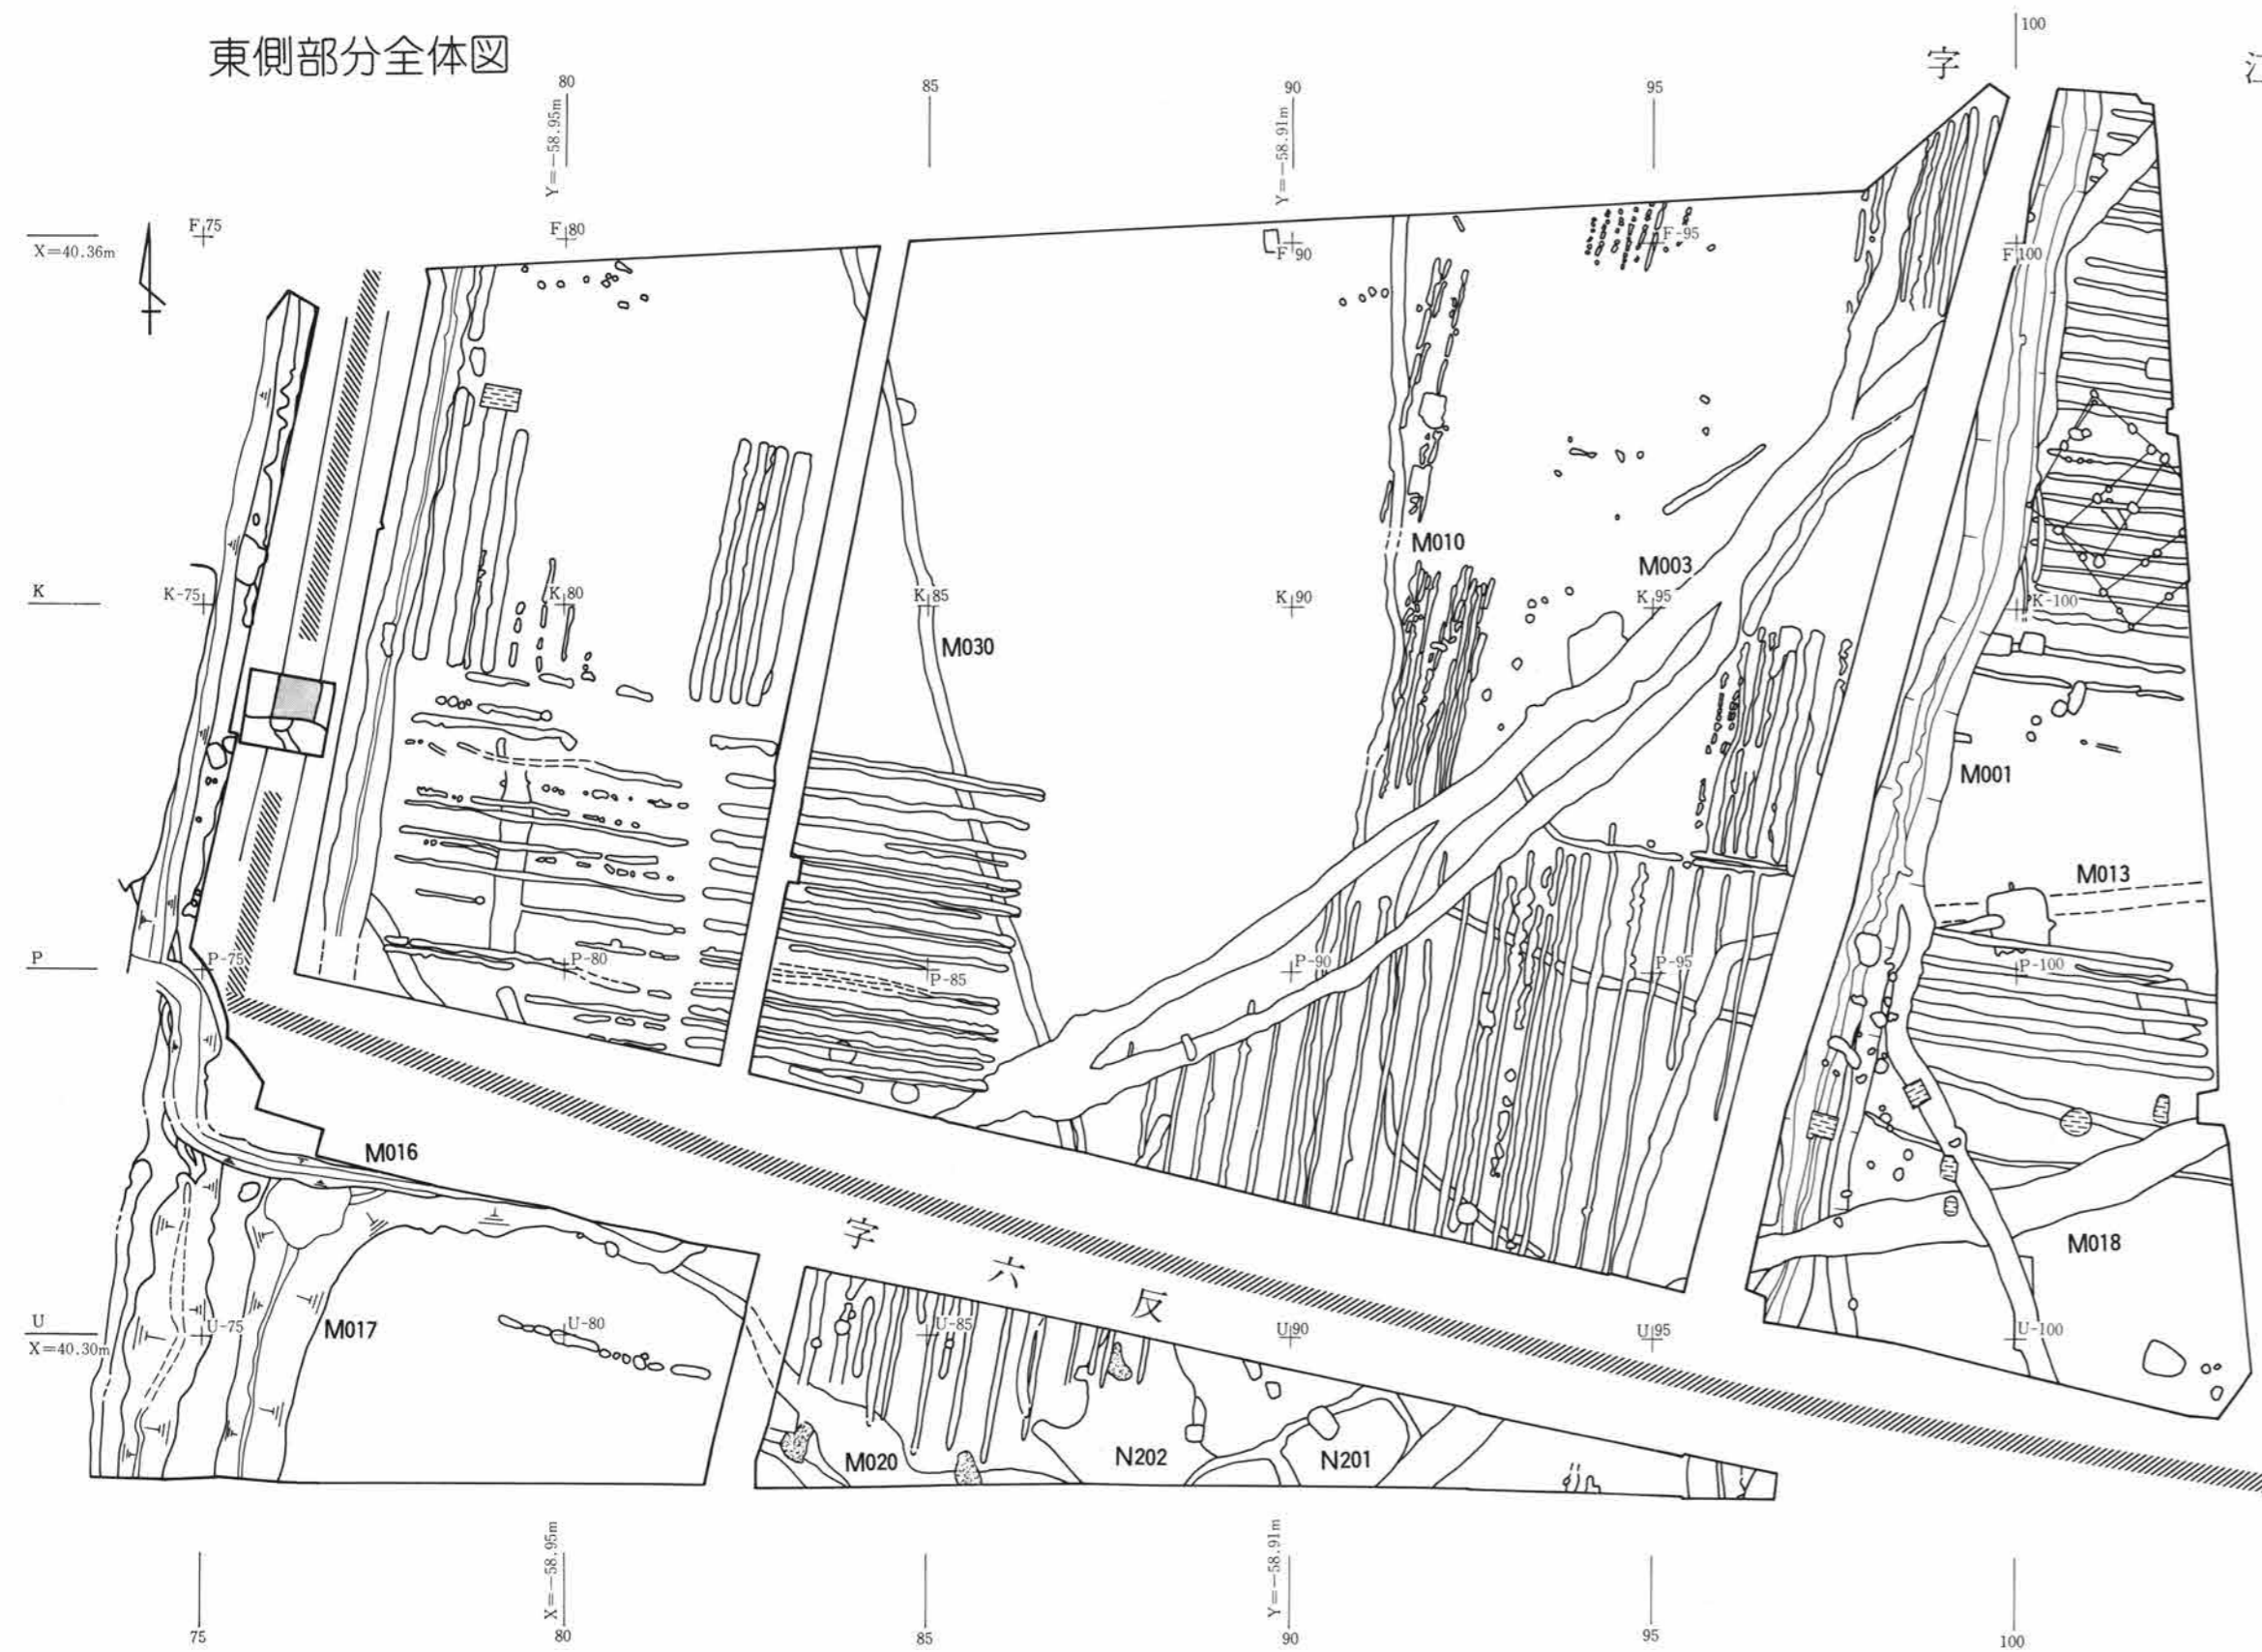 東側部分全体図
100
字
80
85
90
95
Y=-58.95m
Y=-58.91m
F 75
F 80
F 90
F-95
F 100
X=40.36m
M010
M003
K
K-75
K 80
K 85
K 90
K 95
K-100
M030
M001
M013
P
P-75
P-80
P-85
P-90
P-95
P-100
M016
字
六
反
M018
U
X=40.30m
U-75
M017
U-80
U-85
U 90
U 95
U-100
M020
N202
N201
X=-58.95m
Y=-58.91m
75
80
85
90
95
100